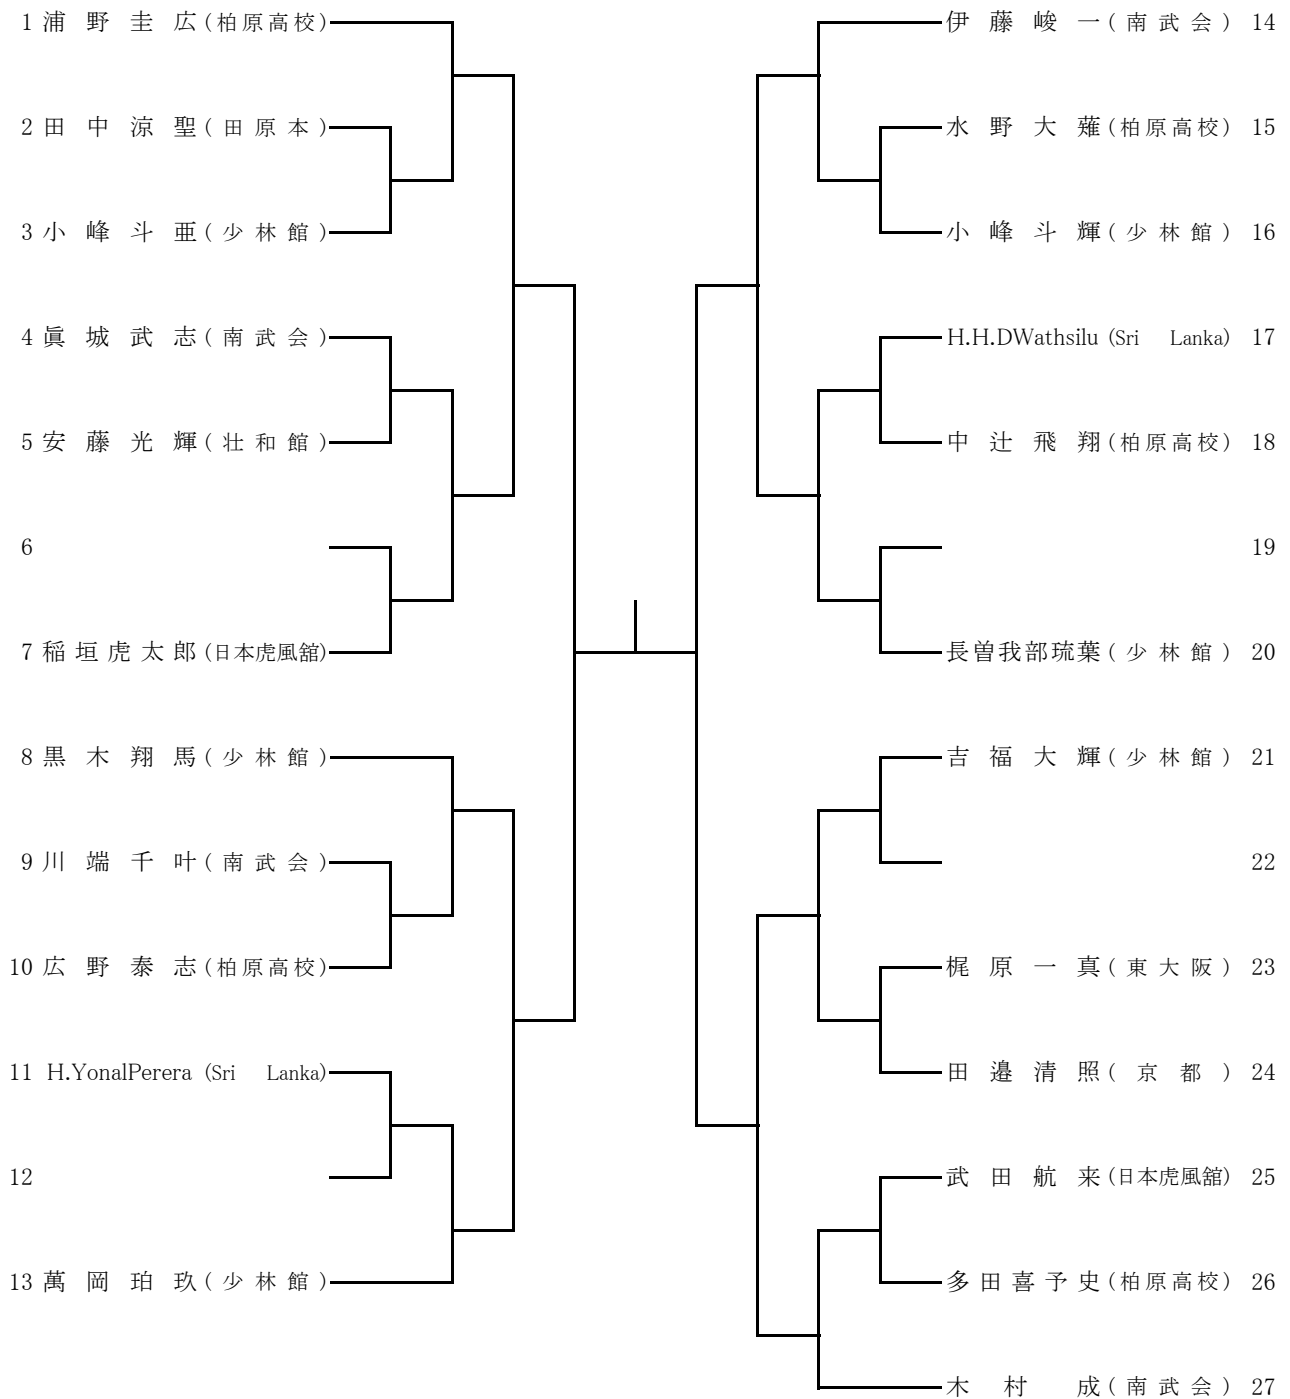 1 浦野圭広(柏原高校)
2 田中涼聖(田原本)
3 小峰斗亜(少林館)
4 眞城武志(南武会)
5 安藤光輝(壮和館)
6
7 稲垣虎太郎(日本虎風舘)
8 黒木翔馬(少林館)
9 川端千叶(南武会)
10 広野泰志(柏原高校)
11 H.YonalPerera (Sri Lanka)
12
13 萬岡珀玖(少林館)
伊藤峻一(南武会) 14
水野大薙(柏原高校) 15
小峰斗輝(少林館) 16
H.H.DWathsilu (Sri Lanka) 17
中辻飛翔(柏原高校) 18
19
長曽我部琉葉(少林館) 20
吉福大輝(少林館) 21
22
梶原一真(東大阪) 23
田邉清照(京都) 24
武田航来(日本虎風舘) 25
多田喜予史(柏原高校) 26
木村成(南武会) 27